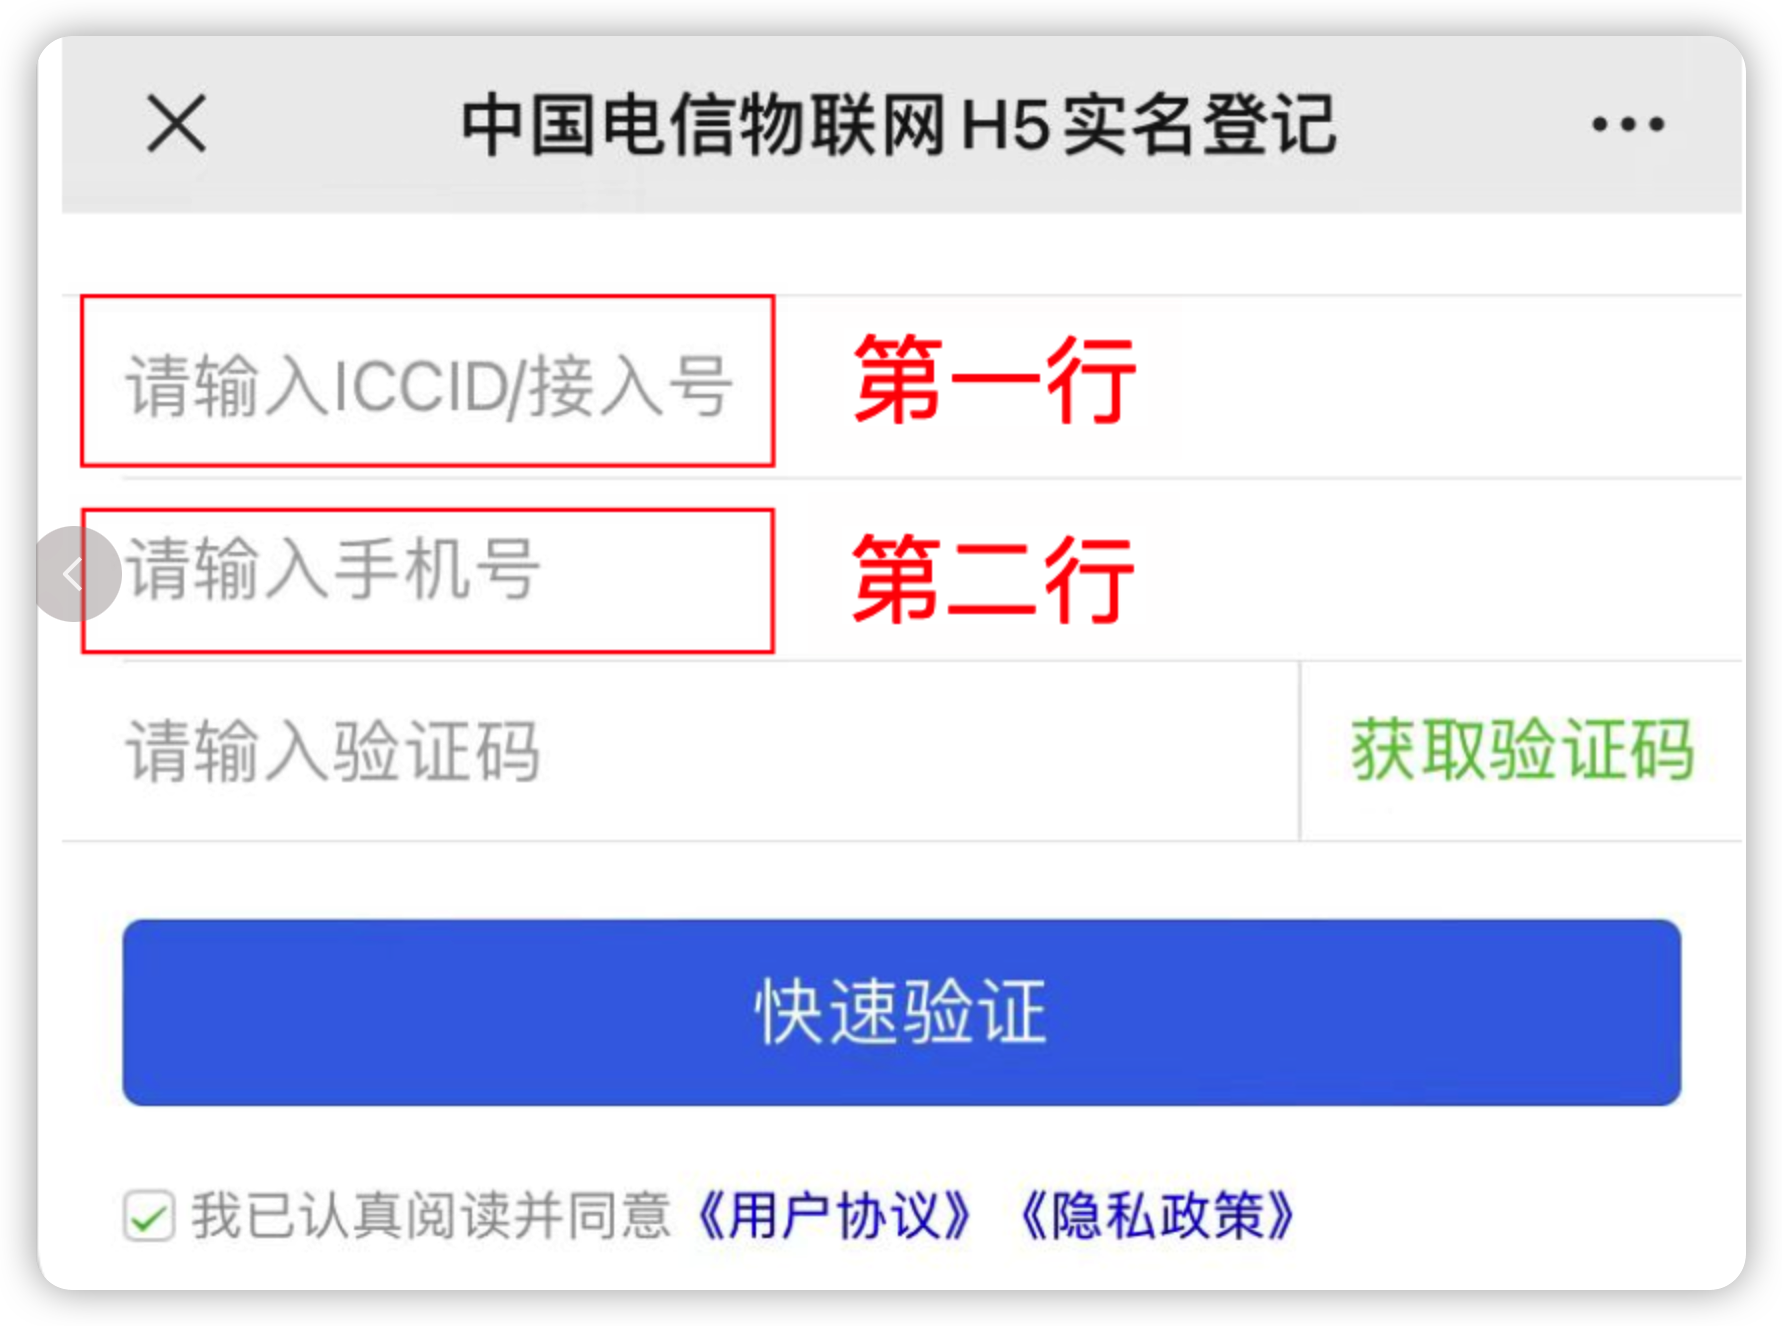 中国电信物联网H5实名登记
请输入ICCID/接入号 第一行
请输入手机号 第二行
请输入验证码 获取验证码
快速验证
我已认真阅读并同意《用户协议》《隐私政策》